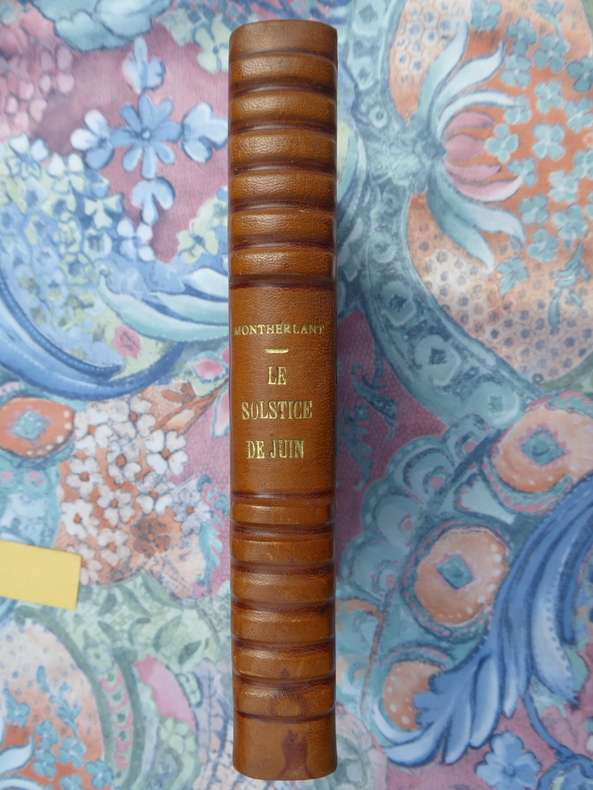 MONTHERLANT
LE
SOLSTICE
DE JUIN